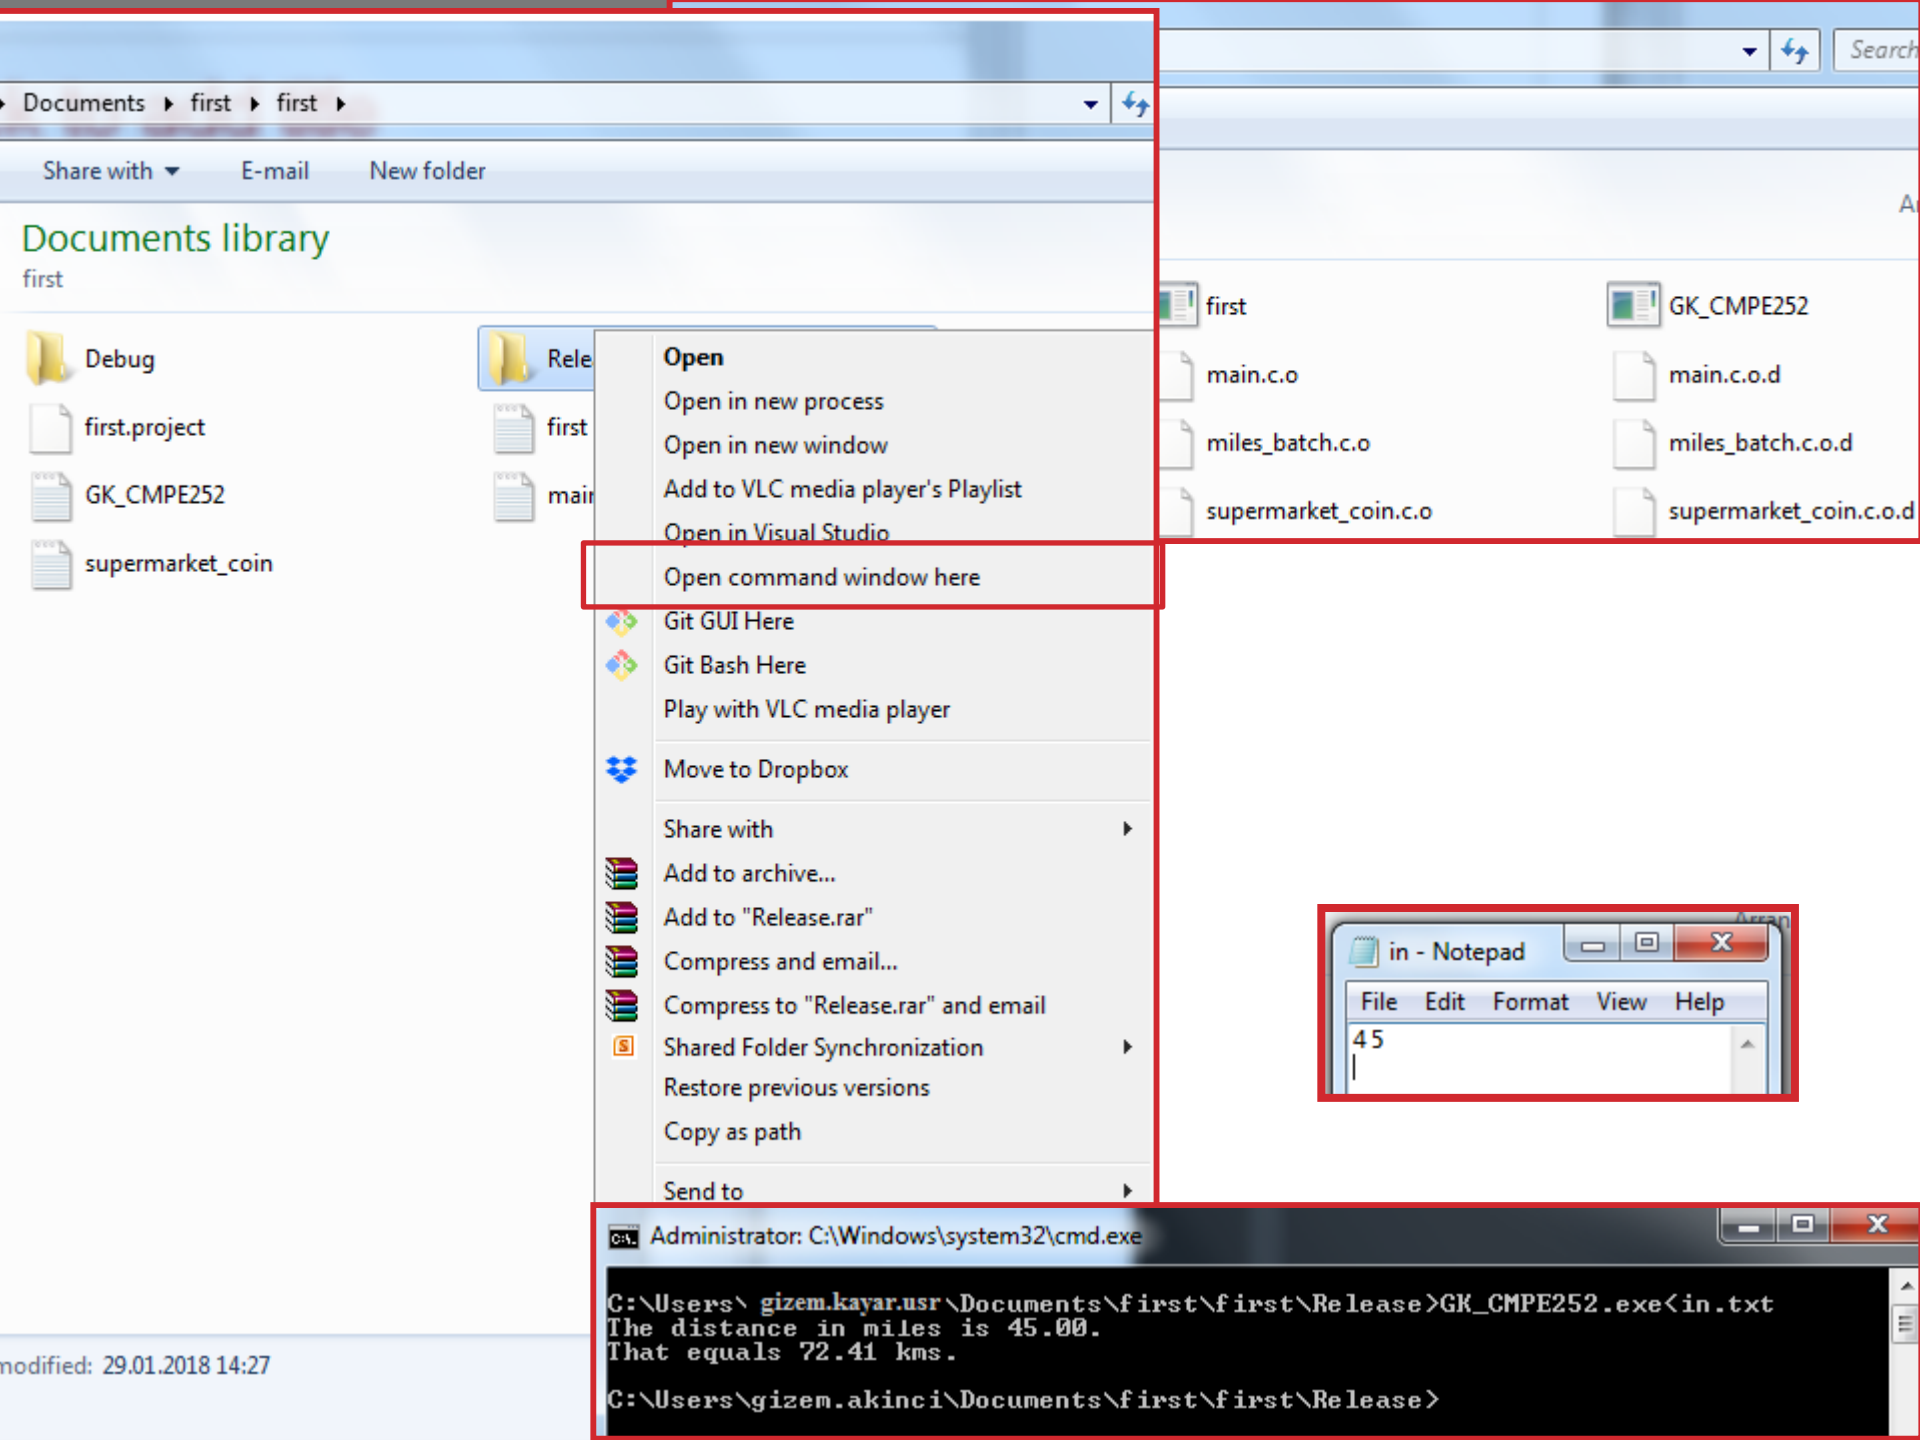 Documents first first
Share with E-mail New folder
Documents library
first
Debug
first.project
first
GK_CMPE252
supermarket_coin
Open
Open in new process
Open in new window
Add to VLC media player's Playlist
Open in Visual Studio
Open command window here
Git GUI Here
Git Bash Here
Play with VLC media player
Move to Dropbox
Share with
Add to archive...
Add to "Release.rar"
Compress and email...
Compress to "Release.rar" and email
Shared Folder Synchronization
Restore previous versions
Copy as path
Send to
modified: 29.01.2018 14:27
Search
first GK_CMPE252
main.c.o main.c.o.d
miles_batch.c.o miles_batch.c.o.d
supermarket_coin.c.o supermarket_coin.c.o.d
in - Notepad
File Edit Format View Help
45
Administrator: C:\Windows\system32\cmd.exe
C:\Users\ gizem.kayar.usr\Documents\first\first\Release>GK_CMPE252.exe<in.txt
The distance in miles is 45.00.
That equals 72.41 kms.
C:\Users\gizem.akinci\Documents\first\first\Release>